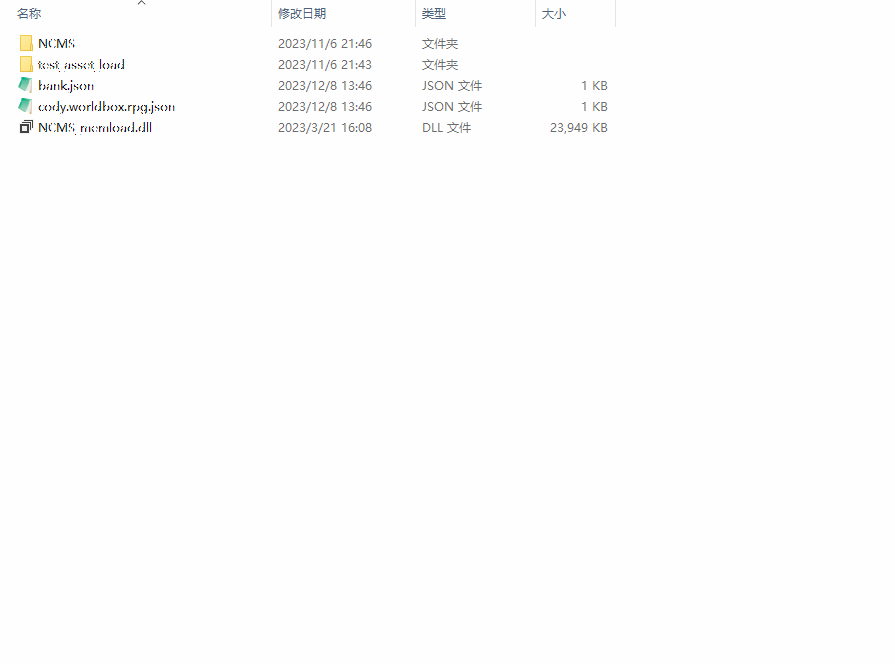 名称 修改日期 类型 大小
NCMS 2023/11/6 21:46 文件夹
test_asset_load 2023/11/6 21:43 文件夹
bank.json 2023/12/8 13:46 JSON 文件 1 KB
cody.worldbox.rpg.json 2023/12/8 13:46 JSON 文件 1 KB
NCMS_memload.dll 2023/3/21 16:08 DLL 文件 23,949 KB